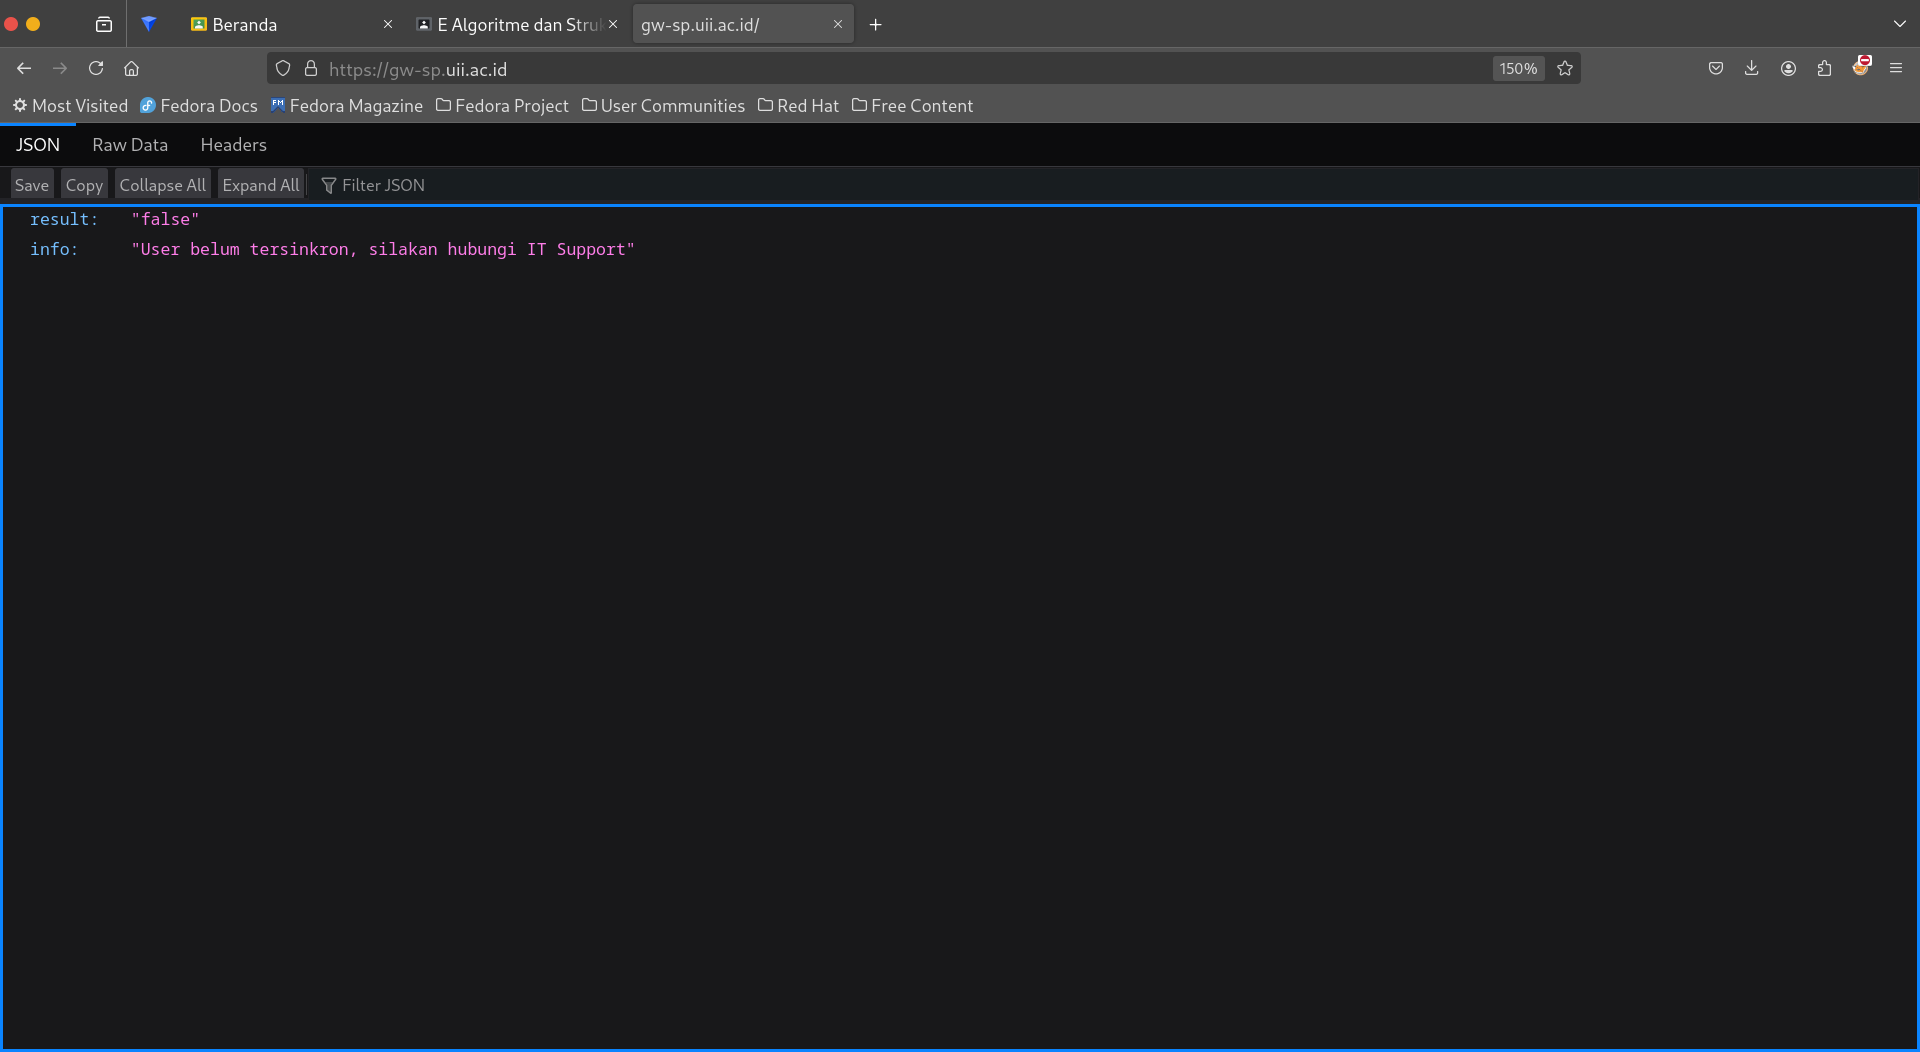 Beranda
E Algoritme dan Struk
gw-sp.uii.ac.id/
https://gw-sp.uii.ac.id
150%
Most Visited
Fedora Docs
FM Fedora Magazine
Fedora Project
User Communities
Red Hat
Free Content
JSON
Raw Data
Headers
Save
Copy
Collapse All
Expand All
Filter JSON
result: "false"
info: "User belum tersinkron, silakan hubungi IT Support"